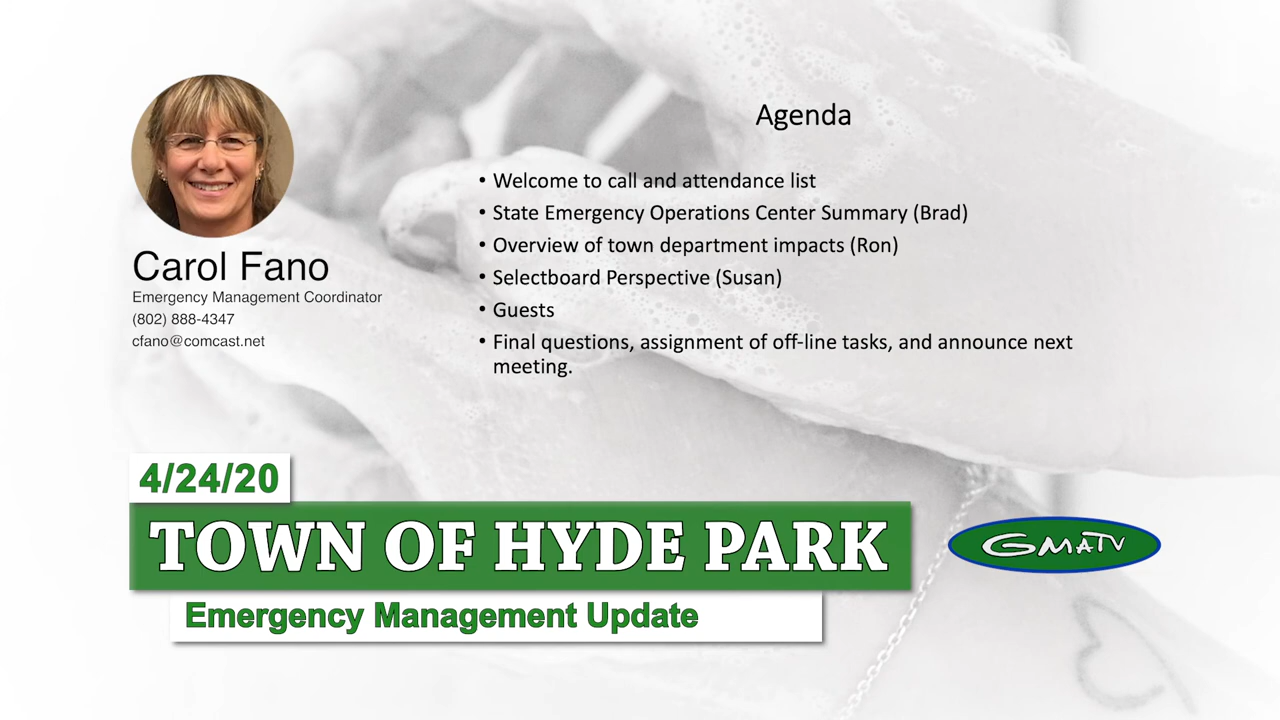 Carol Fano
Emergency Management Coordinator
(802) 888-4347
cfano@comcast.net
Agenda
• Welcome to call and attendance list
• State Emergency Operations Center Summary (Brad)
• Overview of town department impacts (Ron)
• Selectboard Perspective (Susan)
• Guests
• Final questions, assignment of off-line tasks, and announce next
meeting.
4/24/20
TOWN OF HYDE PARK
GMATV
Emergency Management Update